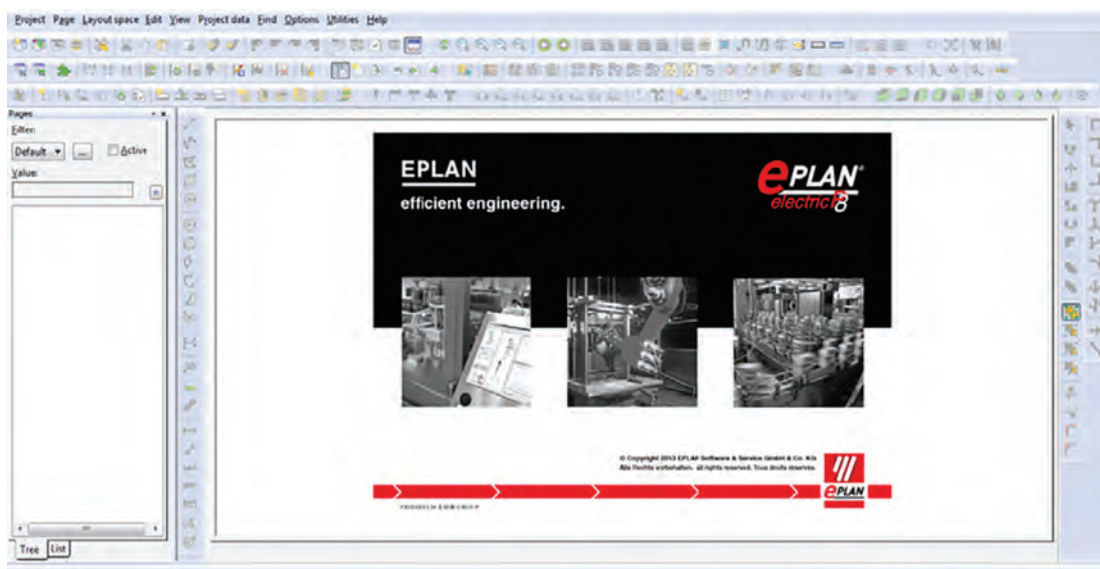 Project Page Layout space Edit View Project data Find Options Utilities Help
Pages
Filter:
Default ... Active
Value:
EPLAN
efficient engineering.
ePLAN®
electric P8
© Copyright 2013 EPLAN Software & Service GmbH & Co. KG
Alle Rechte vorbehalten. all rights reserved. Tous droits réservés.
ePLAN
Tree List